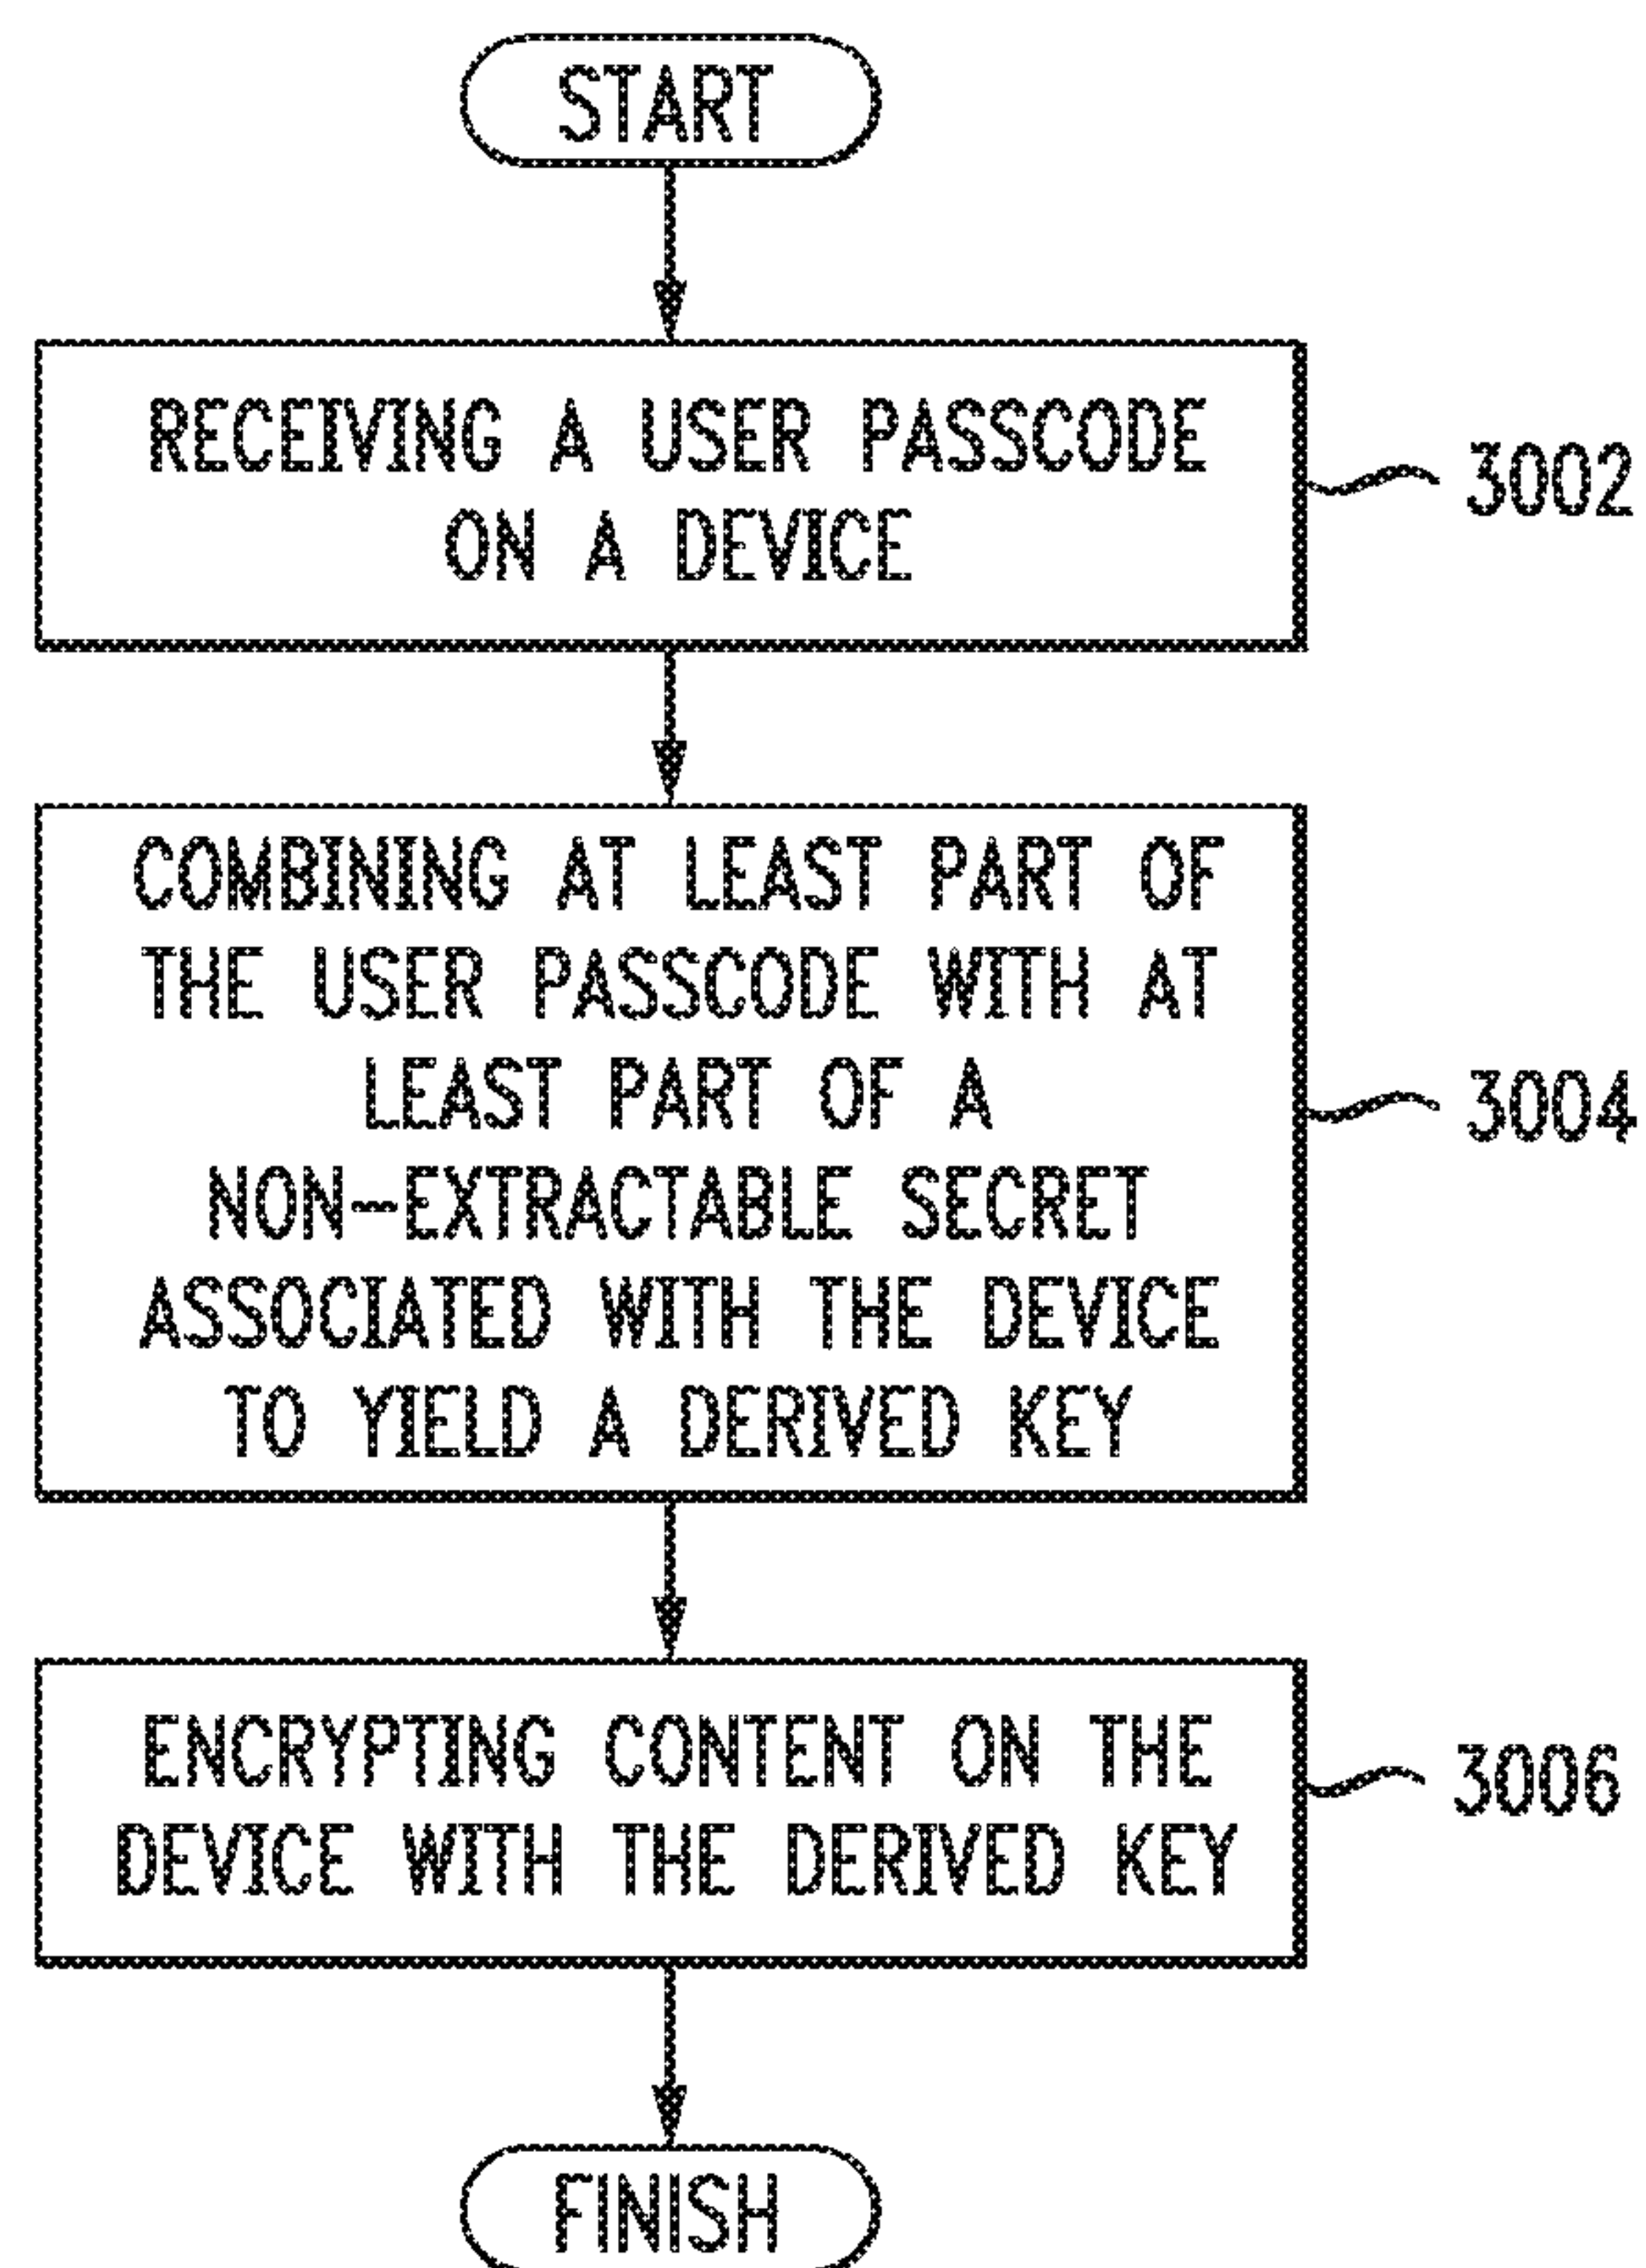 START
RECEIVING A USER PASSCODE
ON A DEVICE
3002
COMBINING AT LEAST PART OF
THE USER PASSCODE WITH AT
LEAST PART OF A
NON-EXTRACTABLE SECRET
ASSOCIATED WITH THE DEVICE
TO YIELD A DERIVED KEY
3004
ENCRYPTING CONTENT ON THE
DEVICE WITH THE DERIVED KEY
3006
FINISH